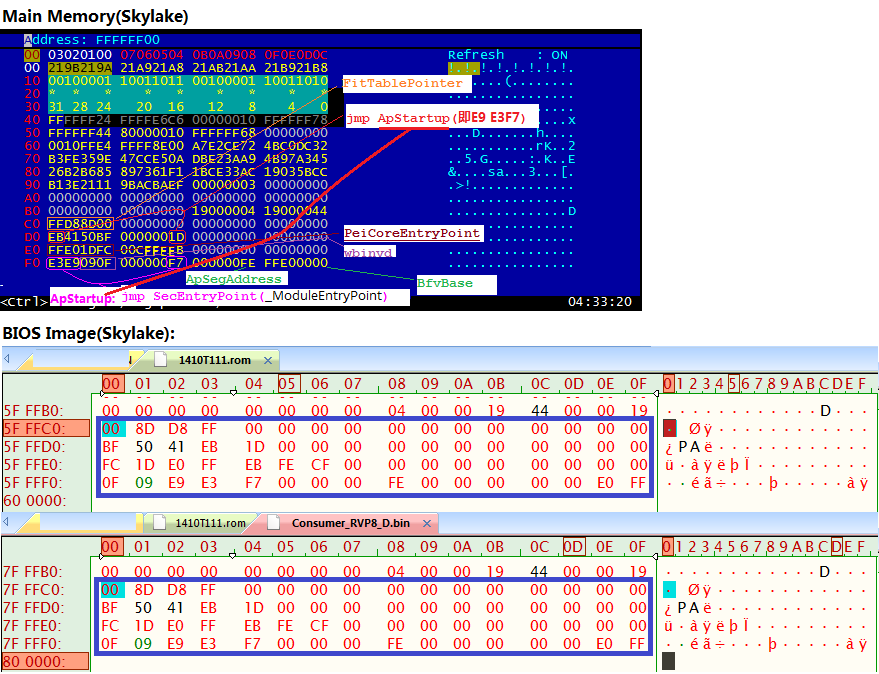 Main Memory(Skylake)
Address: FFFFFF00
00 03020100 07060504 0B0A0908 0F0E0D0C Refresh : ON
00 219B219A 21A921A8 21AB21AA 21B921B8 !.!.!.!.!.!.!.!.
10 00100001 10011011 00100001 10011010 FitTablePointer ....(.......
20 * * * * * * * *
30 31 28 24 20 16 12 8 4 0
40 FFFFFF24 FFFFE6C6 00000010 FFFFFF78 jmp ApStartup(即E9 E3F7) ...x
50 FFFFFF44 80000010 FFFFFF68 00000000
60 0010FFE4 FFFF8E00 A7E2CE72 4BC0DC32
70 B3FE359E 47CCE50A DBE23AA9 4B97A345
80 26B2B685 897361F1 1BCE33AC 19035BCC
90 B13E2111 9BACBAEF 00000003 00000000
A0 00000000 00000000 00000000 00000000
B0 00000000 00000000 19000004 19000044
C0 FFD88D00 00000000 00000000 00000000
D0 EB4150BF 0000001D 00000000 00000000 PeiCoreEntryPoint
E0 FFE01DFC 00CFFEEB 00000000 00000000 wbinvd
F0 E3E9090F 000000F7 000000FE FFE00000
ApSegAddress
BfvBase
<Ctrl> ApStartup: jmp SecEntryPoint(_ModuleEntryPoint) 04:33:20
BIOS Image(Skylake):
1410T111.rom ×
00 01 02 03 04 05 06 07 08 09 0A 0B 0C 0D 0E 0F 0123456789ABCDEF
5F FFB0: 00 00 00 00 00 00 00 00 04 00 00 19 44 00 00 19 ............D...
5F FFC0: 00 8D D8 FF 00 00 00 00 00 00 00 00 00 00 00 00 ..Øÿ............
5F FFD0: BF 50 41 EB 1D 00 00 00 00 00 00 00 00 00 00 00 ¿PAë............
5F FFE0: FC 1D E0 FF EB FE CF 00 00 00 00 00 00 00 00 00 ü.àÿëþÏ.........
5F FFF0: 0F 09 E9 E3 F7 00 00 00 FE 00 00 00 00 00 E0 FF ..éã÷...þ.....àÿ
60 0000:
1410T111.rom Consumer_RVP8_D.bin ×
00 01 02 03 04 05 06 07 08 09 0A 0B 0C 0D 0E 0F 0123456789ABCDEF
7F FFB0: 00 00 00 00 00 00 00 00 04 00 00 19 44 00 00 19 ............D...
7F FFC0: 00 8D D8 FF 00 00 00 00 00 00 00 00 00 00 00 00 ..Øÿ............
7F FFD0: BF 50 41 EB 1D 00 00 00 00 00 00 00 00 00 00 00 ¿PAë............
7F FFE0: FC 1D E0 FF EB FE CF 00 00 00 00 00 00 00 00 00 ü.àÿëþÏ.........
7F FFF0: 0F 09 E9 E3 F7 00 00 00 FE 00 00 00 00 00 E0 FF ..éã÷...þ.....àÿ
80 0000: